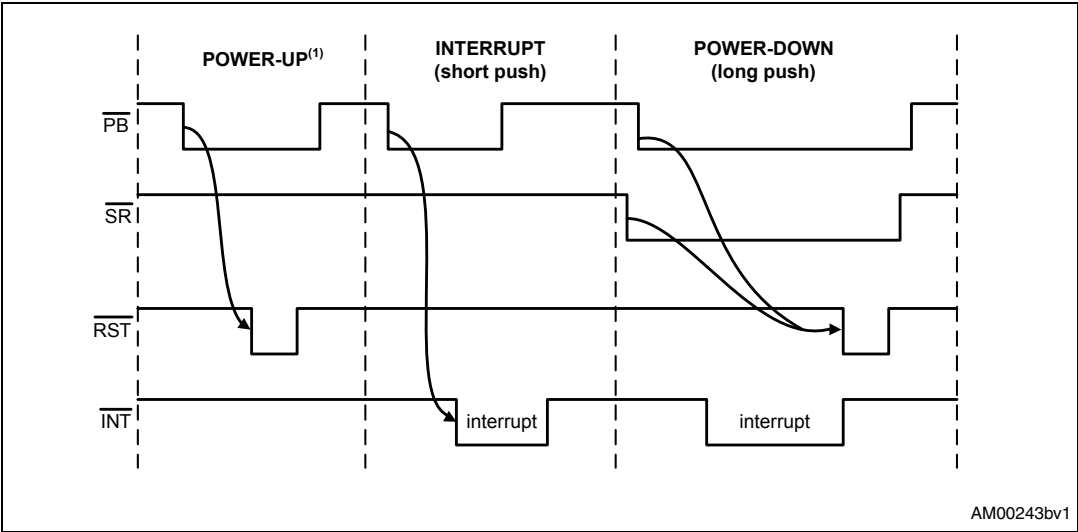 POWER-UP(1)
INTERRUPT
(short push)
POWER-DOWN
(long push)
PB
SR
RST
INT
interrupt
interrupt
AM00243bv1